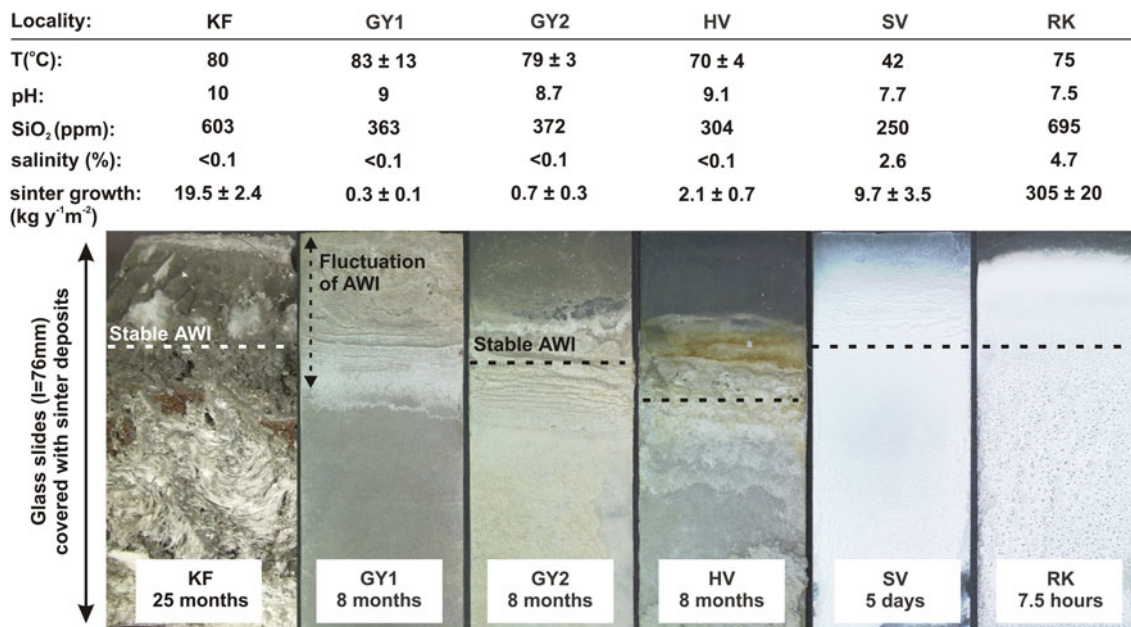 Locality: KF GY1 GY2 HV SV RK
T(°C): 80 83 ± 13 79 ± 3 70 ± 4 42 75
pH: 10 9 8.7 9.1 7.7 7.5
SiO₂ (ppm): 603 363 372 304 250 695
salinity (%): <0.1 <0.1 <0.1 <0.1 2.6 4.7
sinter growth: 19.5 ± 2.4 0.3 ± 0.1 0.7 ± 0.3 2.1 ± 0.7 9.7 ± 3.5 305 ± 20
(kg y⁻¹m⁻²)
Glass slides (l=76mm)
covered with sinter deposits
Stable AWI
Fluctuation
of AWI
Stable AWI
KF
25 months
GY1
8 months
GY2
8 months
HV
8 months
SV
5 days
RK
7.5 hours